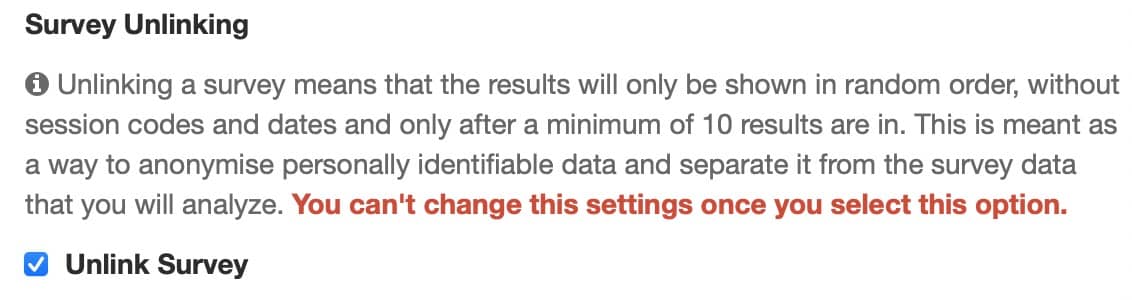 Survey Unlinking
Unlinking a survey means that the results will only be shown in random order, without
session codes and dates and only after a minimum of 10 results are in. This is meant as
a way to anonymise personally identifiable data and separate it from the survey data
that you will analyze. You can't change this settings once you select this option.
Unlink Survey